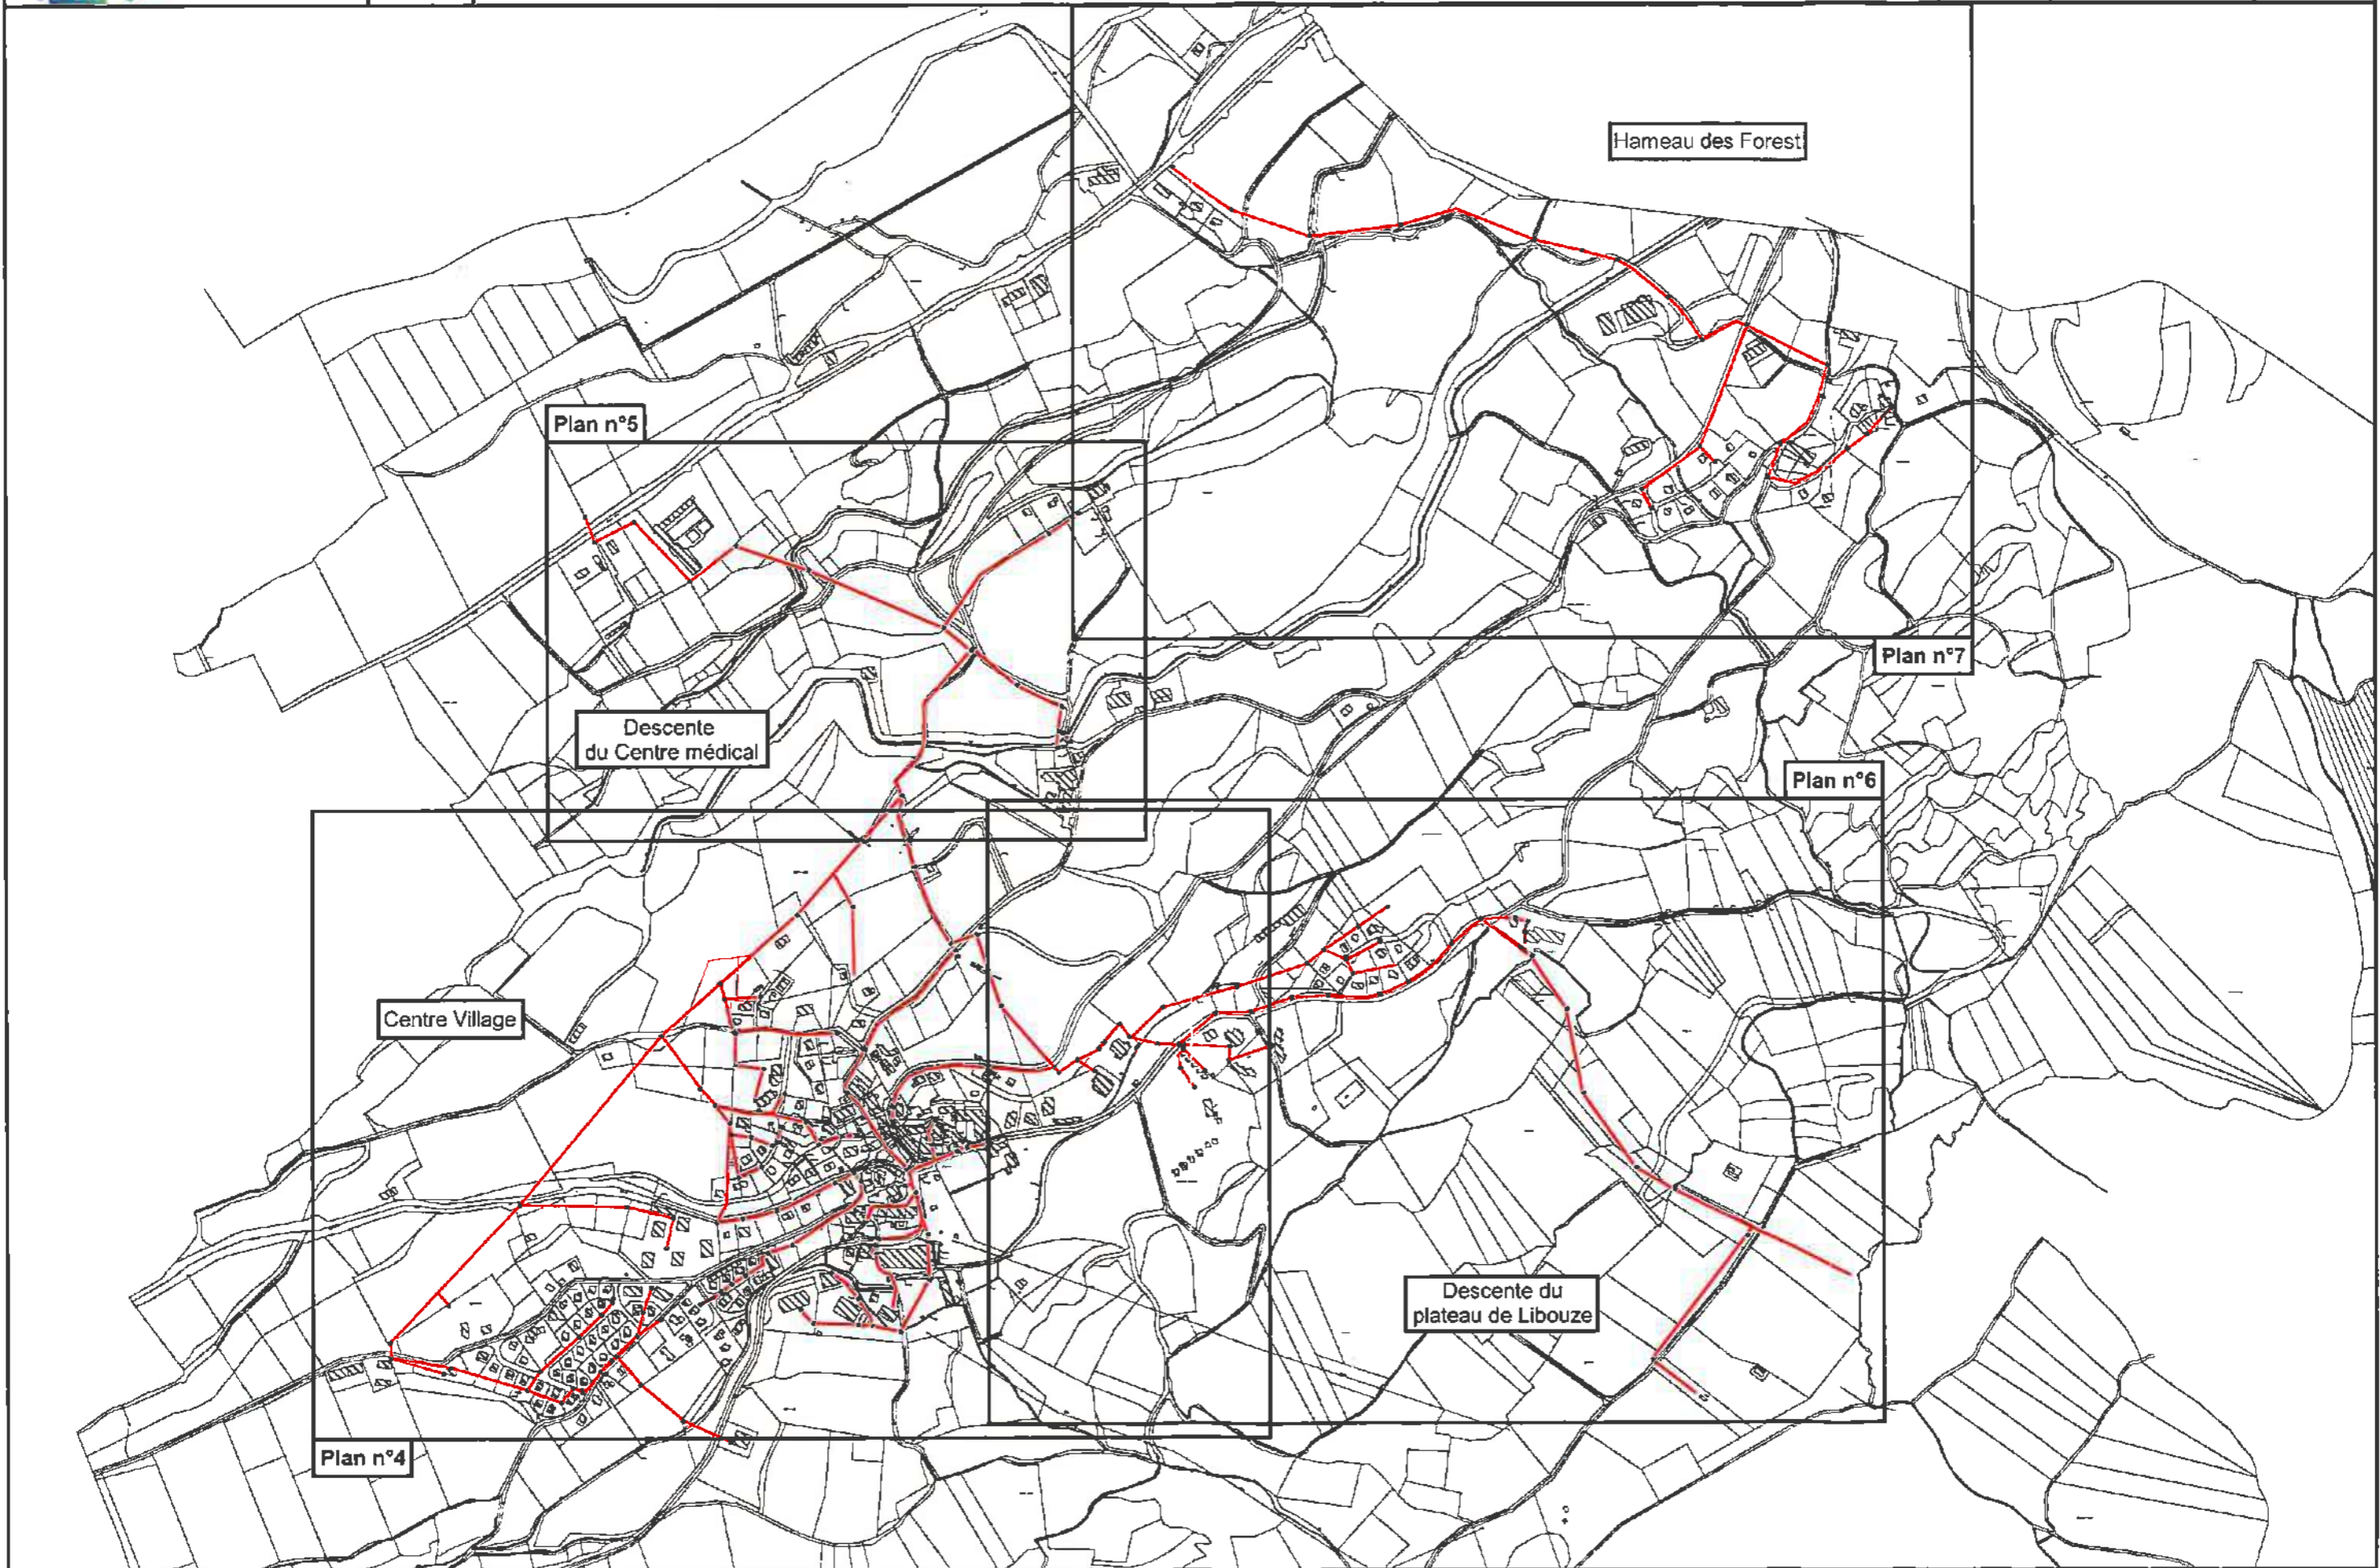 Hameau des Forest
Plan n°5
Plan n°7
Descente
du Centre médical
Plan n°6
Centre Village
Descente du
plateau de Libouze
Plan n°4